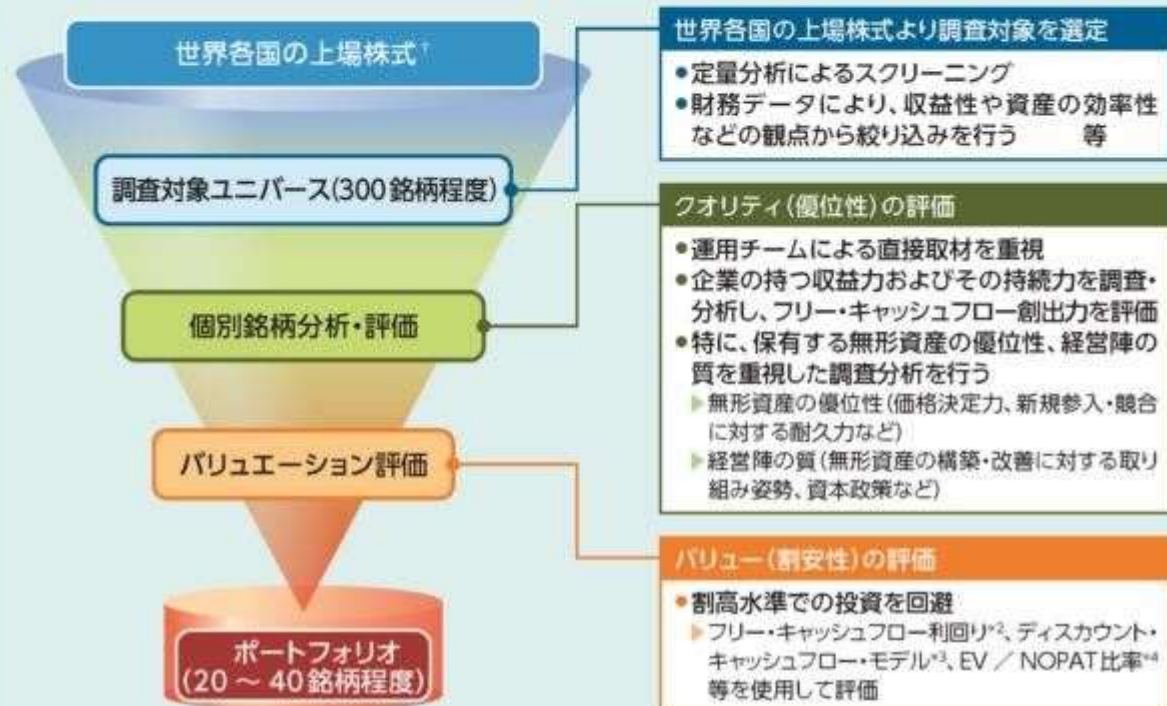 世界各国の上場株式†
調査対象ユニバース(300銘柄程度)
個別銘柄分析・評価
バリュエーション評価
ポートフォリオ
(20 ～ 40銘柄程度)
世界各国の上場株式より調査対象を選定
●定量分析によるスクリーニング
●財務データにより、収益性や資産の効率性
などの観点から絞り込みを行う 等
クオリティ(優位性)の評価
●運用チームによる直接取材を重視
●企業の持つ収益力およびその持続力を調査・
分析し、フリー・キャッシュフロー創出力を評価
●特に、保有する無形資産の優位性、経営陣の
質を重視した調査分析を行う
▶無形資産の優位性(価格決定力、新規参入・競合
に対する耐久力など)
▶経営陣の質(無形資産の構築・改善に対する取り
組み姿勢、資本政策など)
バリュー(割安性)の評価
●割高水準での投資を回避
▶フリー・キャッシュフロー利回り*2、ディスカウント・
キャッシュフロー・モデル*3、EV ／ NOPAT比率*4
等を使用して評価